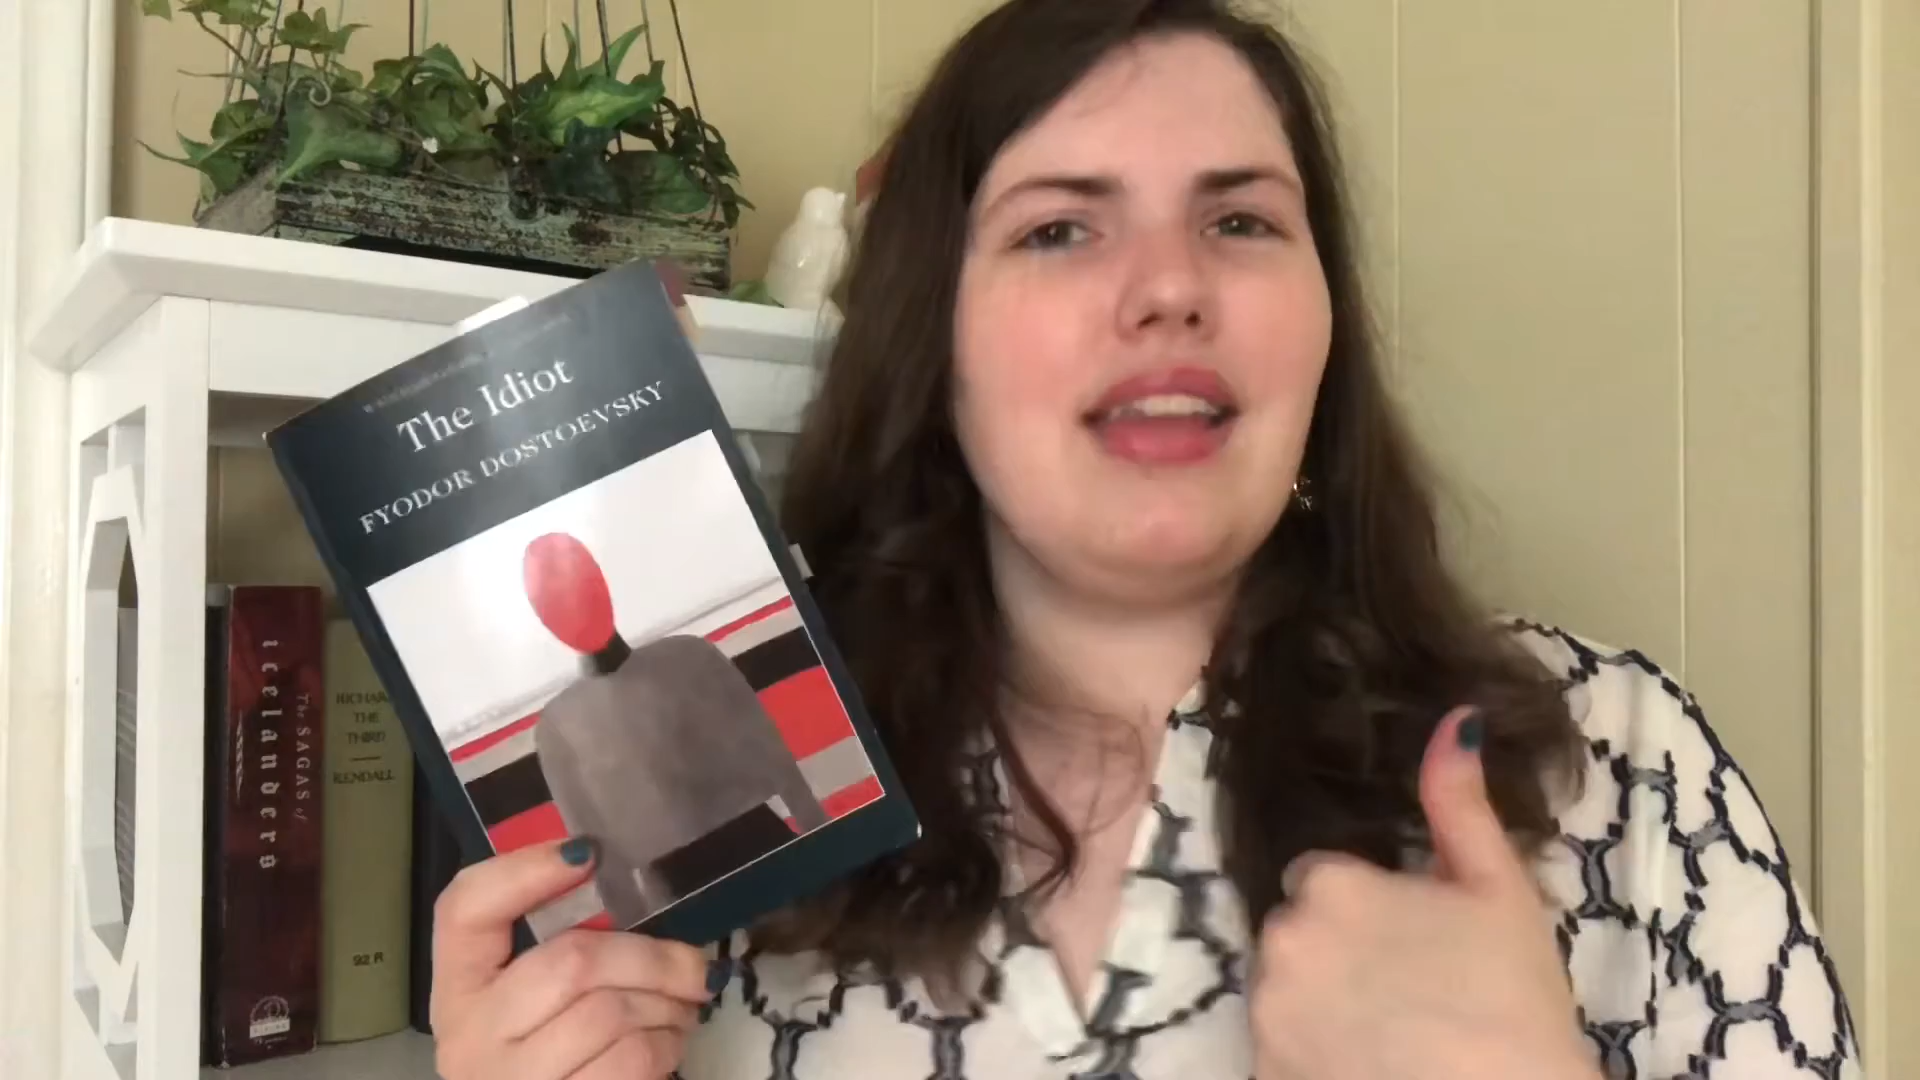 The Idiot
FYODOR DOSTOEVSKY
The SAGAS of
icelanders
RICHARD
THE
THIRD
KENDALL
92 R